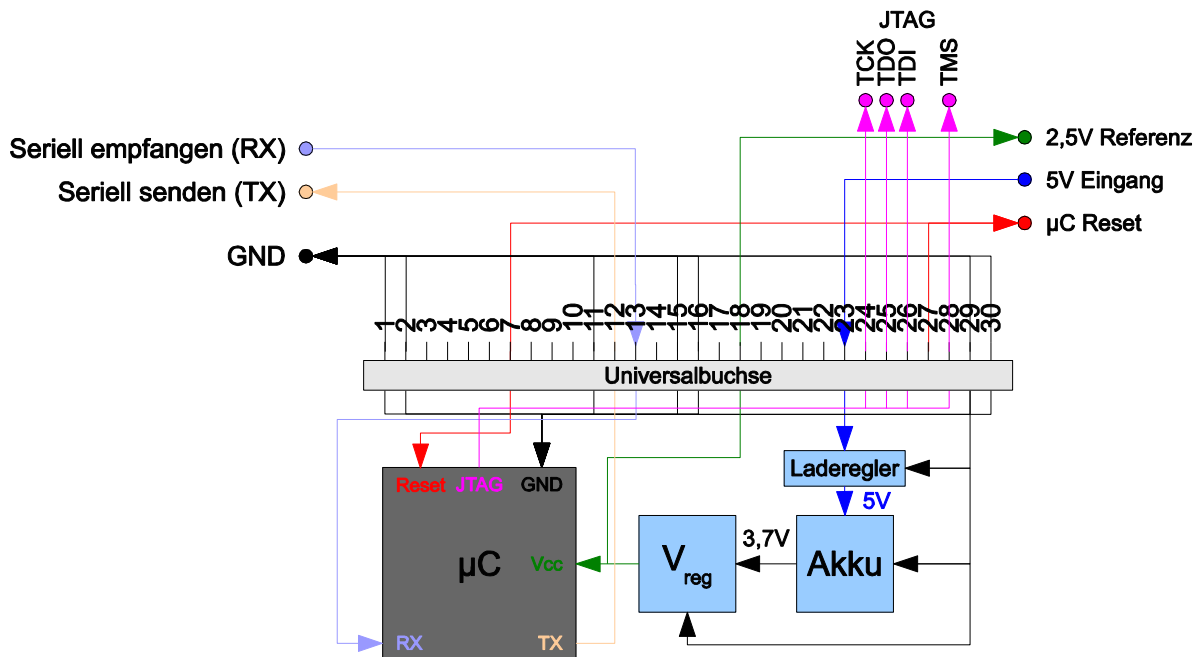 JTAG
TCK
TDO
TDI
TMS
2,5V Referenz
Seriell empfangen (RX)
5V Eingang
Seriell senden (TX)
µC Reset
GND
1 2 3 4 5 6 7 8 9 10 11 12 13 14 15 16 17 18 19 20 21 22 23 24 25 26 27 28 29 30
Universalbuchse
Laderegler
Reset JTAG GND
5V
3,7V
µC
Vcc
Vreg
Akku
RX
TX